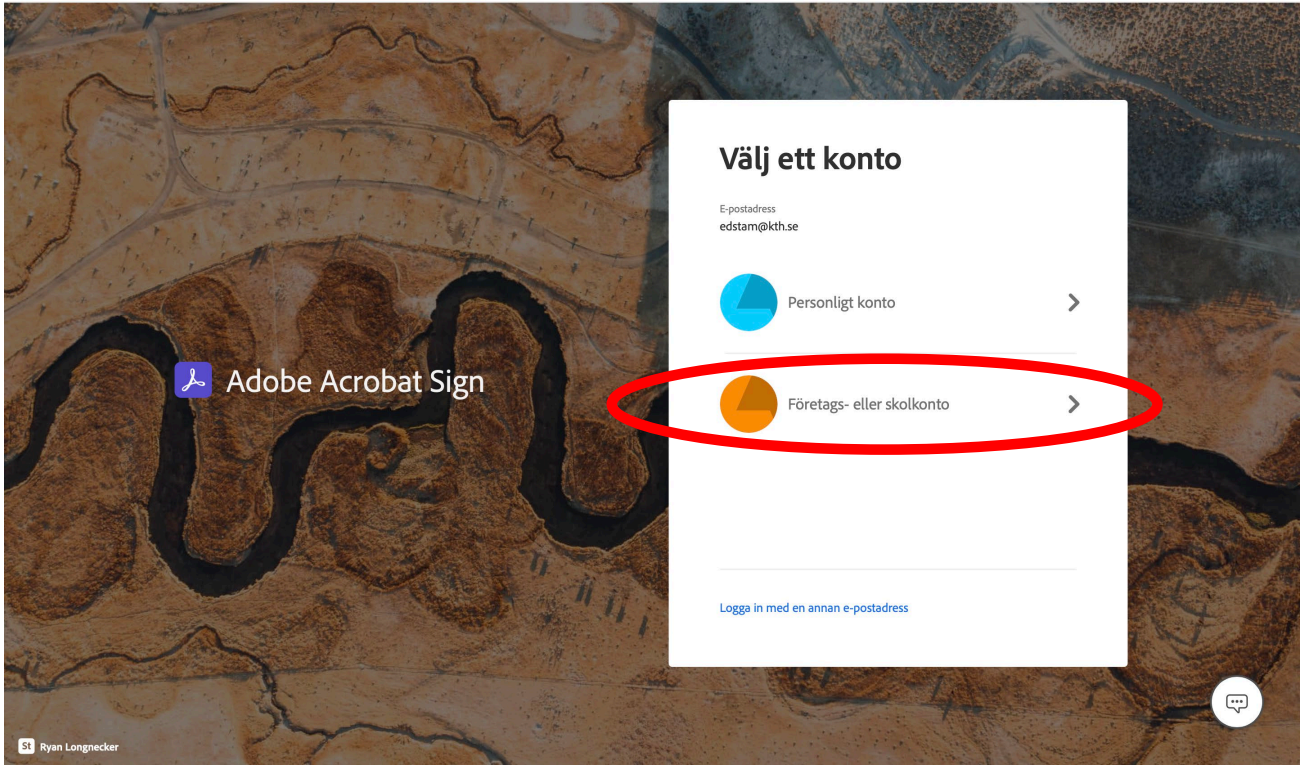 Välj ett konto
E-postadress
edstam@kth.se
Personligt konto
Adobe Acrobat Sign
Företags- eller skolkonto
Logga in med en annan e-postadress
St Ryan Longnecker